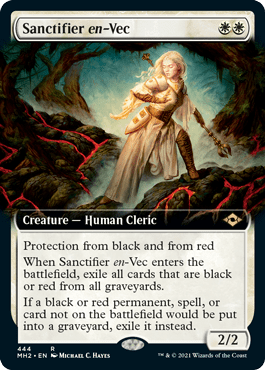 Sanctifier en-Vec
Creature — Human Cleric
Protection from black and from red
When Sanctifier en-Vec enters the
battlefield, exile all cards that are black
or red from all graveyards.
If a black or red permanent, spell, or
card not on the battlefield would be put
into a graveyard, exile it instead.
2/2
444 R
MH2 • EN Michael C. Hayes
™ & © 2021 Wizards of the Coast